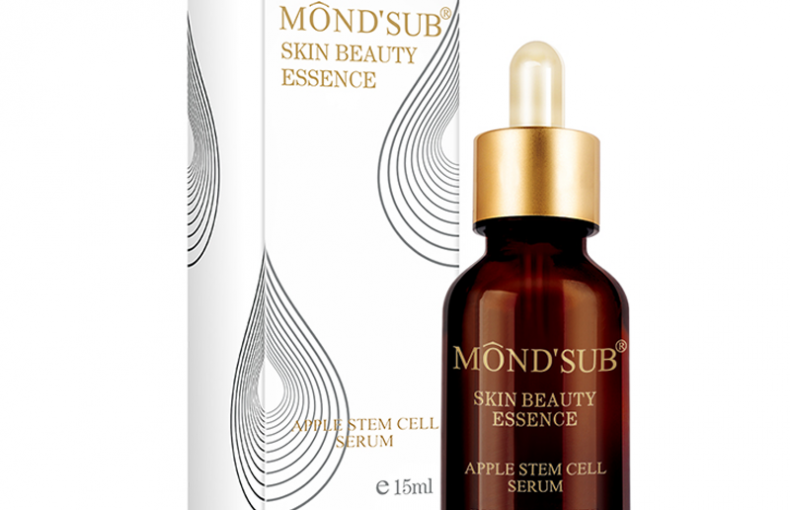 MÔND'SUB®
SKIN BEAUTY
ESSENCE
APPLE STEM CELL
SERUM
e 15ml
MÔND'SUB®
SKIN BEAUTY
ESSENCE
APPLE STEM CELL
SERUM